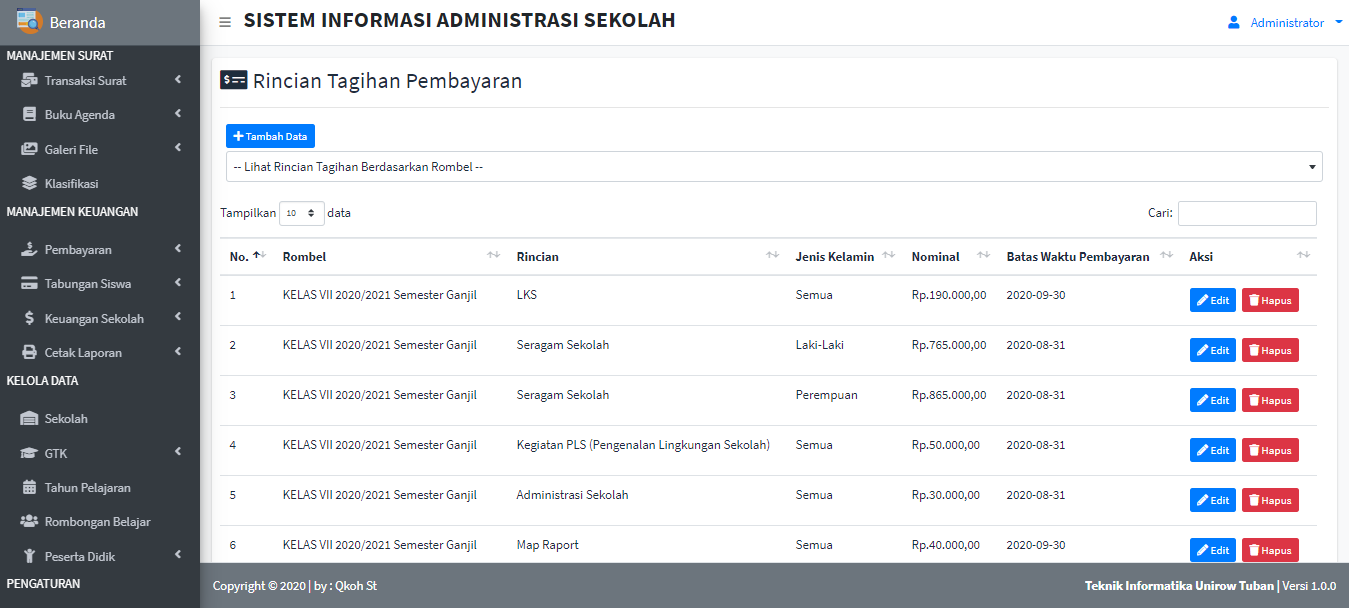 Beranda
SISTEM INFORMASI ADMINISTRASI SEKOLAH
Administrator
MANAJEMEN SURAT
Transaksi Surat
Buku Agenda
Galeri File
Klasifikasi
MANAJEMEN KEUANGAN
Pembayaran
Tabungan Siswa
Keuangan Sekolah
Cetak Laporan
KELOLA DATA
Sekolah
GTK
Tahun Pelajaran
Rombongan Belajar
Peserta Didik
PENGATURAN
Rincian Tagihan Pembayaran
Tambah Data
-- Lihat Rincian Tagihan Berdasarkan Rombel --
Tampilkan 10 data
Cari:
No. Rombel Rincian Jenis Kelamin Nominal Batas Waktu Pembayaran Aksi
1 KELAS VII 2020/2021 Semester Ganjil LKS Semua Rp.190.000,00 2020-09-30 Edit Hapus
2 KELAS VII 2020/2021 Semester Ganjil Seragam Sekolah Laki-Laki Rp.765.000,00 2020-08-31 Edit Hapus
3 KELAS VII 2020/2021 Semester Ganjil Seragam Sekolah Perempuan Rp.865.000,00 2020-08-31 Edit Hapus
4 KELAS VII 2020/2021 Semester Ganjil Kegiatan PLS (Pengenalan Lingkungan Sekolah) Semua Rp.50.000,00 2020-08-31 Edit Hapus
5 KELAS VII 2020/2021 Semester Ganjil Administrasi Sekolah Semua Rp.30.000,00 2020-08-31 Edit Hapus
6 KELAS VII 2020/2021 Semester Ganjil Map Raport Semua Rp.40.000,00 2020-09-30 Edit Hapus
Copyright © 2020 | by : Qkoh St
Teknik Informatika Unirow Tuban | Versi 1.0.0